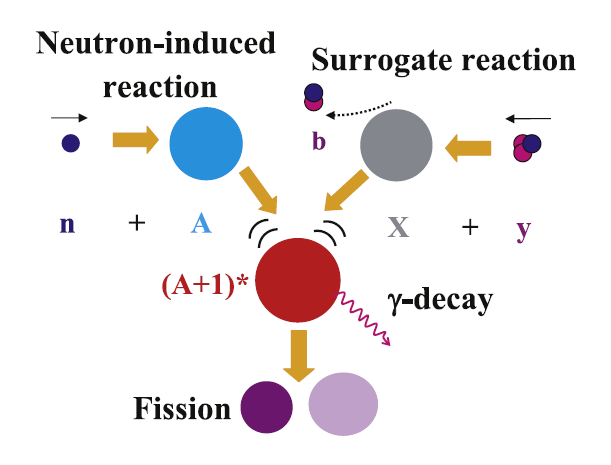 Neutron-induced
reaction
Surrogate reaction
b
n + A
X + y
(A+1)*
γ-decay
Fission